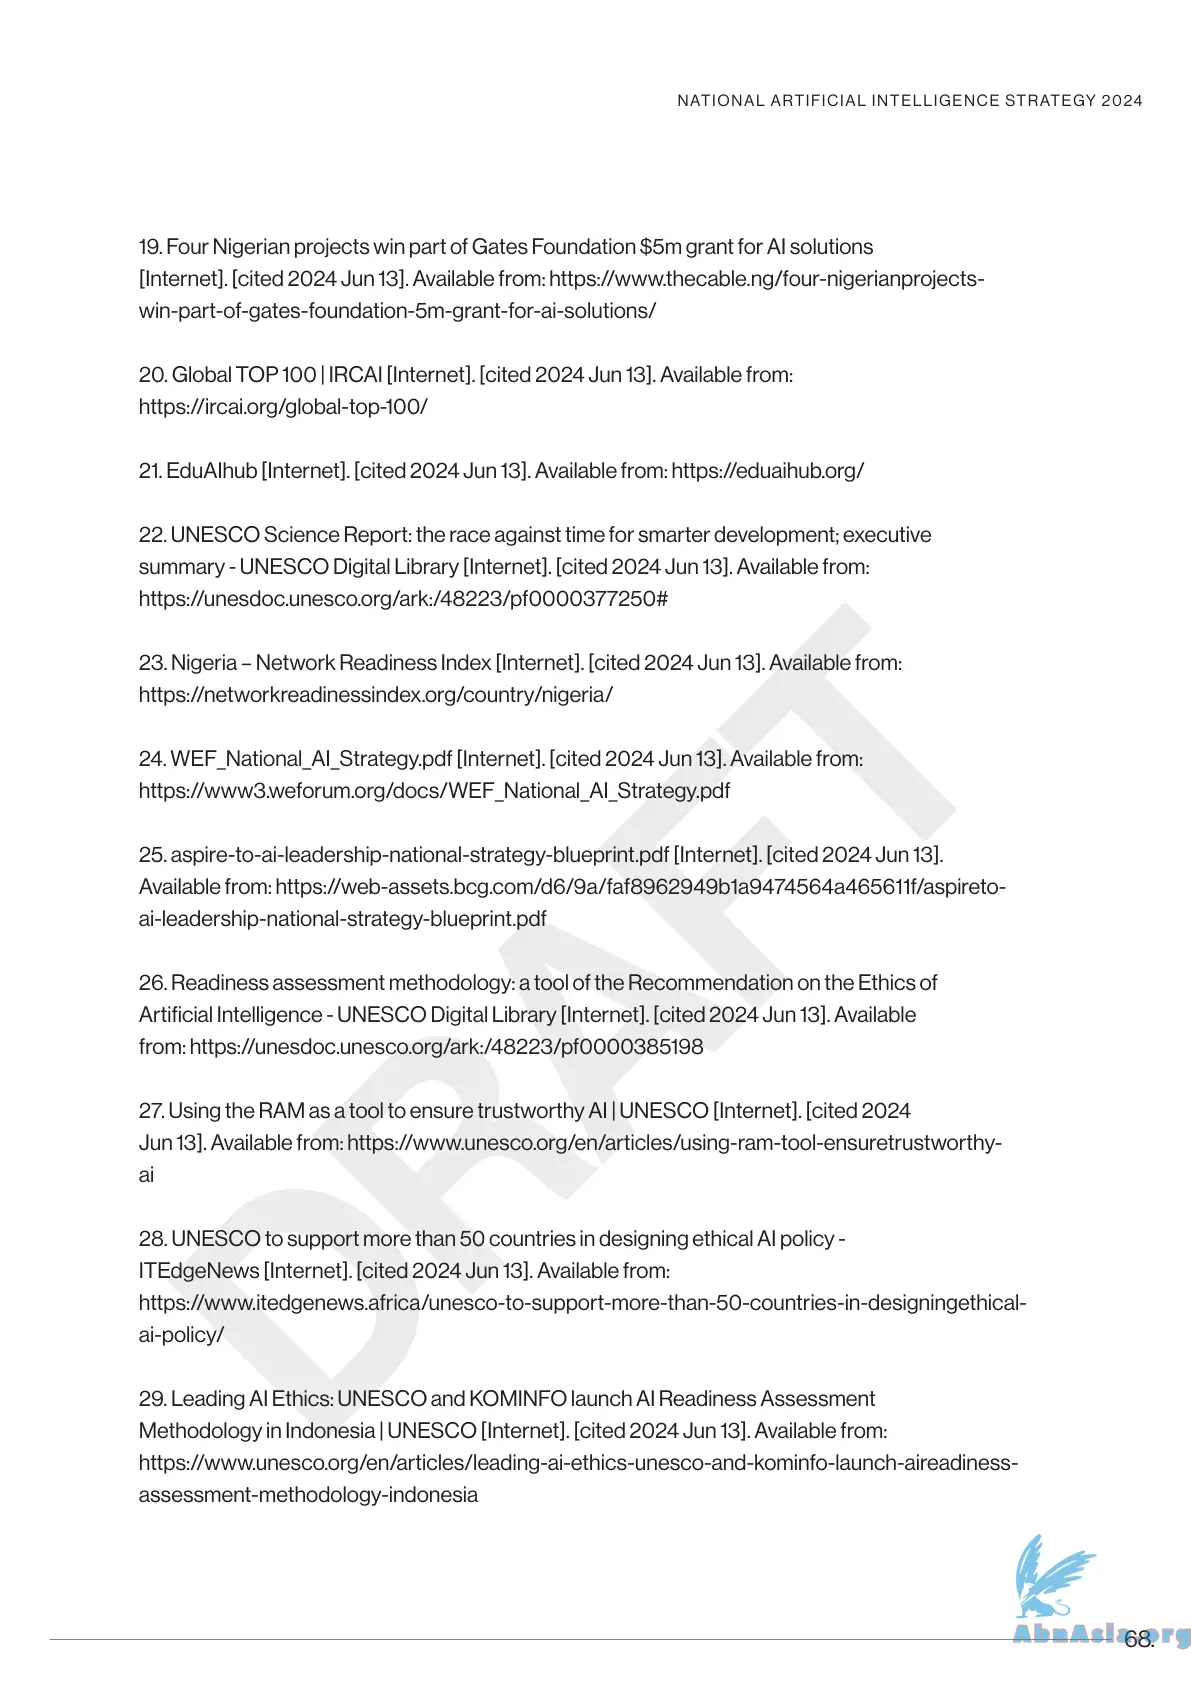 NATIONAL ARTIFICIAL INTELLIGENCE STRATEGY 2024
19. Four Nigerian projects win part of Gates Foundation $5m grant for AI solutions
[Internet]. [cited 2024 Jun 13]. Available from: https://www.thecable.ng/four-nigerianprojects-
win-part-of-gates-foundation-5m-grant-for-ai-solutions/
20. Global TOP 100 | IRCAI [Internet]. [cited 2024 Jun 13]. Available from:
https://ircai.org/global-top-100/
21. EduAIhub [Internet]. [cited 2024 Jun 13]. Available from: https://eduaihub.org/
22. UNESCO Science Report: the race against time for smarter development; executive
summary - UNESCO Digital Library [Internet]. [cited 2024 Jun 13]. Available from:
https://unesdoc.unesco.org/ark:/48223/pf0000377250#
23. Nigeria – Network Readiness Index [Internet]. [cited 2024 Jun 13]. Available from:
https://networkreadinessindex.org/country/nigeria/
24. WEF_National_AI_Strategy.pdf [Internet]. [cited 2024 Jun 13]. Available from:
https://www3.weforum.org/docs/WEF_National_AI_Strategy.pdf
25. aspire-to-ai-leadership-national-strategy-blueprint.pdf [Internet]. [cited 2024 Jun 13].
Available from: https://web-assets.bcg.com/d6/9a/faf8962949b1a9474564a465611f/aspireto-
ai-leadership-national-strategy-blueprint.pdf
26. Readiness assessment methodology: a tool of the Recommendation on the Ethics of
Artificial Intelligence - UNESCO Digital Library [Internet]. [cited 2024 Jun 13]. Available
from: https://unesdoc.unesco.org/ark:/48223/pf0000385198
27. Using the RAM as a tool to ensure trustworthy AI | UNESCO [Internet]. [cited 2024
Jun 13]. Available from: https://www.unesco.org/en/articles/using-ram-tool-ensuretrustworthy-
ai
28. UNESCO to support more than 50 countries in designing ethical AI policy -
ITEdgeNews [Internet]. [cited 2024 Jun 13]. Available from:
https://www.itedgenews.africa/unesco-to-support-more-than-50-countries-in-designingethical-
ai-policy/
29. Leading AI Ethics: UNESCO and KOMINFO launch AI Readiness Assessment
Methodology in Indonesia | UNESCO [Internet]. [cited 2024 Jun 13]. Available from:
https://www.unesco.org/en/articles/leading-ai-ethics-unesco-and-kominfo-launch-aireadiness-
assessment-methodology-indonesia
DRAFT
AbnAsia.org
68.